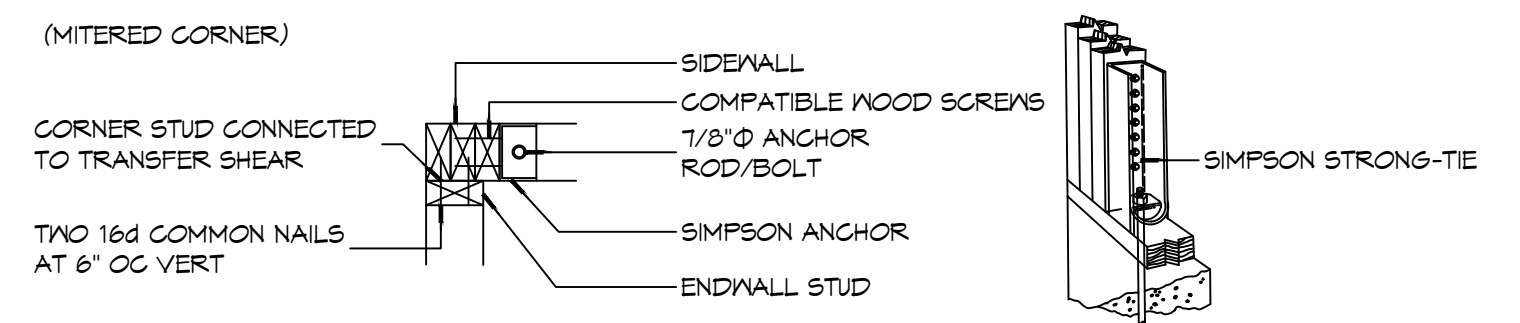 (MITERED CORNER)
SIDEWALL
COMPATIBLE WOOD SCREWS
CORNER STUD CONNECTED
TO TRANSFER SHEAR
7/8"Φ ANCHOR
ROD/BOLT
SIMPSON STRONG-TIE
TWO 16d COMMON NAILS
AT 6" OC VERT
SIMPSON ANCHOR
ENDWALL STUD